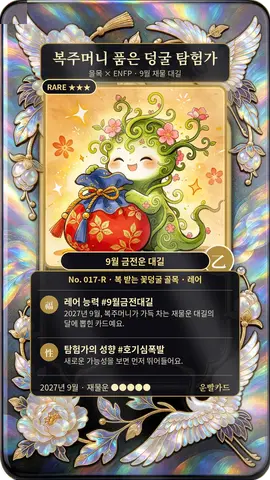 복주머니 품은 덩굴 탐험가
을목 × ENFP · 9월 재물 대길
RARE ★★★
9월 금전운 대길
乙
No. 017-R · 복 받는 꽃덩굴 골목 · 레어
福
레어 능력 #9월금전대길
2027년 9월, 복주머니가 가득 차는 재물운 대길의
달에 뽑힌 카드예요.
性
탐험가의 성향 #호기심폭발
새로운 가능성을 보면 먼저 뛰어들어요.
2027년 9월 · 재물운 ●●●●●
운빨카드